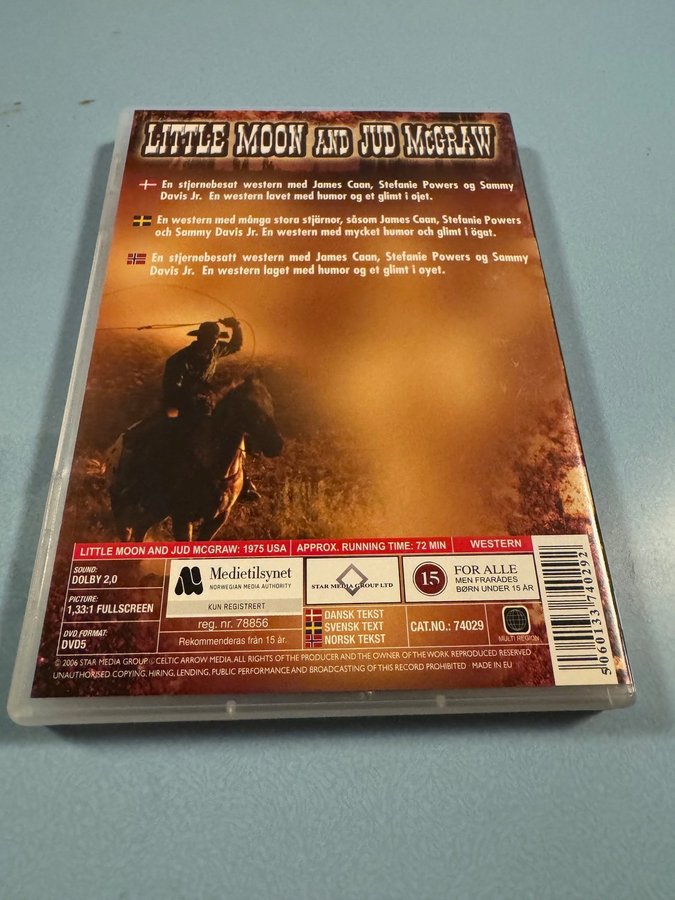 LITTLE MOON AND JUD McGRAW
En stjernebesat western med James Caan, Stefanie Powers og Sammy
Davis Jr. En western lavet med humor og et glimt i ojet.
En western med många stora stjärnor, såsom James Caan, Stefanie Powers
och Sammy Davis Jr. En western med mycket humor och glimt i ögat.
En stjernebesatt western med James Caan, Stefanie Powers og Sammy
Davis Jr. En western laget med humor og et glimt i oyet.
LITTLE MOON AND JUD MCGRAW: 1975 USA
APPROX. RUNNING TIME: 72 MIN
WESTERN
SOUND:
DOLBY 2,0
PICTURE:
1,33:1 FULLSCREEN
DVD FORMAT:
DVD5
Medietilsynet
NORWEGIAN MEDIA AUTHORITY
KUN REGISTRERT
reg. nr. 78856
Rekommenderas från 15 år.
STAR MEDIA GROUP LTD
15
FOR ALLE
MEN FRARÅDES
BØRN UNDER 15 ÅR
DANSK TEKST
SVENSK TEXT
NORSK TEKST
CAT.NO.: 74029
MULTI REGION
5060133 740292
© 2006 STAR MEDIA GROUP © CELTIC ARROW MEDIA. ALL RIGHTS OF THE PRODUCER AND THE OWNER OF THE WORK REPRODUCED RESERVED
UNAUTHORISED COPYING, HIRING, LENDING, PUBLIC PERFORMANCE AND BROADCASTING OF THIS RECORD PROHIBITED · MADE IN EU